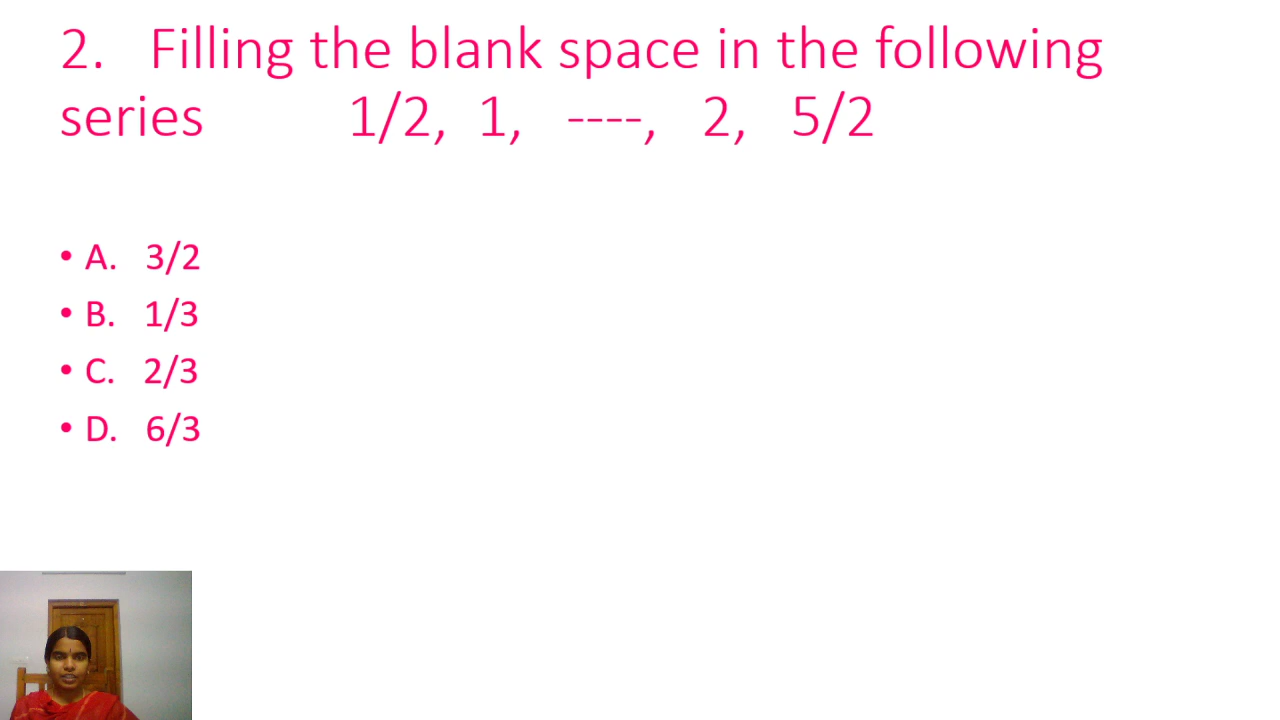 2. Filling the blank space in the following
series 1/2, 1, ----, 2, 5/2
• A. 3/2
• B. 1/3
• C. 2/3
• D. 6/3